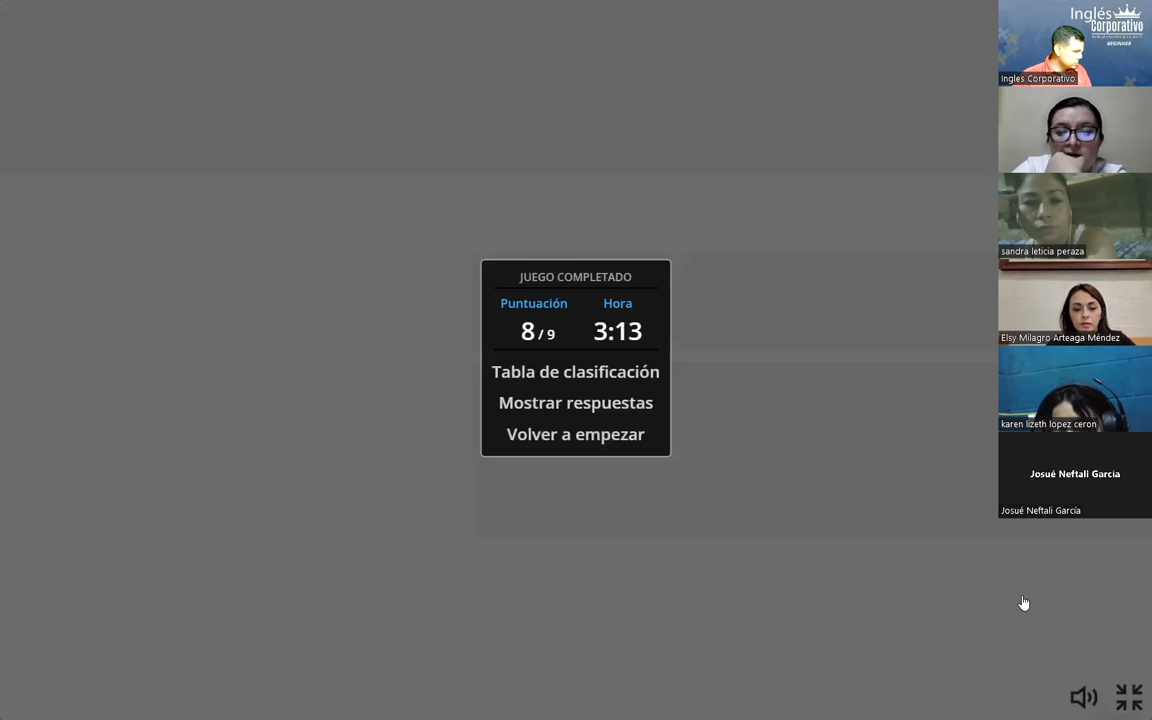 JUEGO COMPLETADO
Puntuación Hora
8 / 9 3:13
Tabla de clasificación
Mostrar respuestas
Volver a empezar
Inglés
Corporativo
BEGINNER
Ingles Corporativo
sandra leticia peraza
Elsy Milagro Arteaga Méndez
karen lizeth lopez ceron
Josué Neftali Garcia
Josué Neftali García